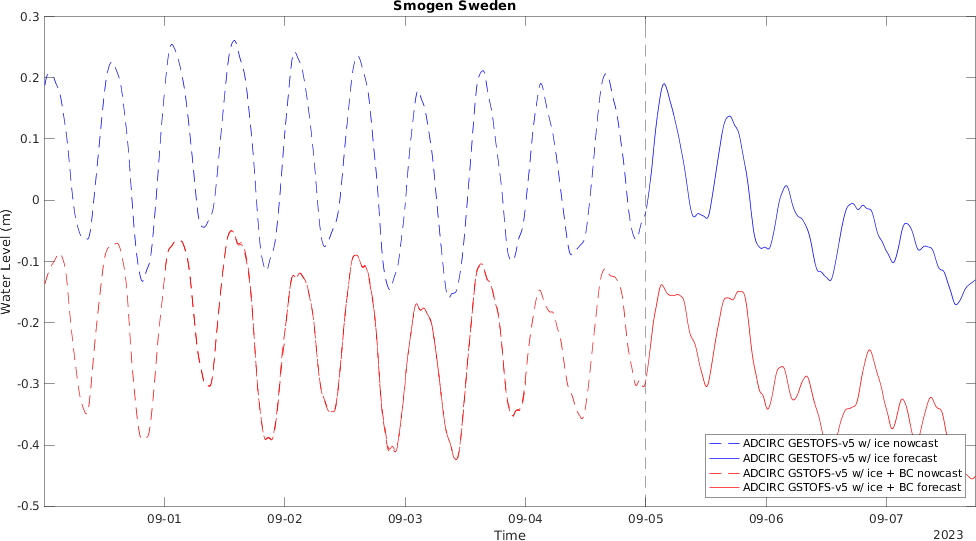 Smogen Sweden
0.3
0.2
0.1
0
-0.1
-0.2
-0.3
-0.4
-0.5
Water Level (m)
ADCIRC GESTOFS-v5 w/ ice nowcast
ADCIRC GESTOFS-v5 w/ ice forecast
ADCIRC GSTOFS-v5 w/ ice + BC nowcast
ADCIRC GSTOFS-v5 w/ ice + BC forecast
09-01 09-02 09-03 09-04 09-05 09-06 09-07
Time
2023